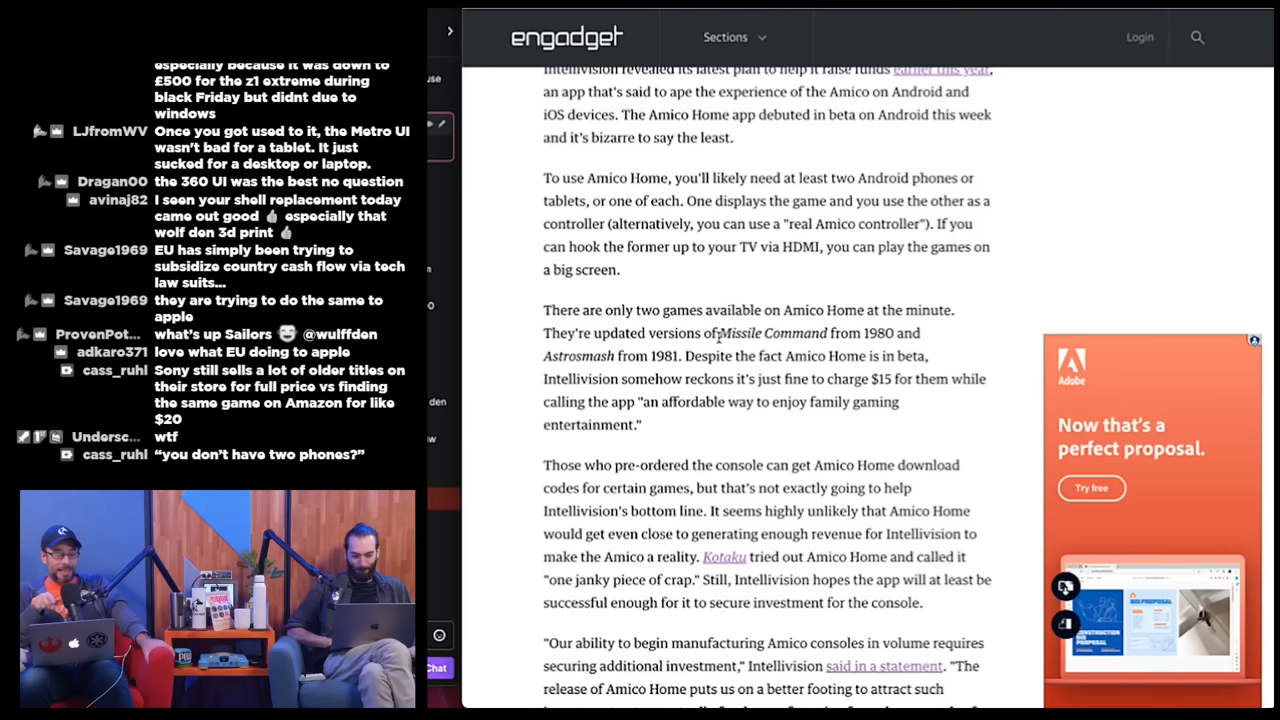 especially because it was down to
£500 for the z1 extreme during
black Friday but didnt due to
windows
LJfromWV Once you got used to it, the Metro UI
wasn't bad for a tablet. It just
sucked for a desktop or laptop.
Dragan00 the 360 UI was the best no question
avinaj82 I seen your shell replacement today
came out good 👍 especially that
wolf den 3d print 👍
Savage1969 EU has simply been trying to
subsidize country cash flow via tech
law suits...
Savage1969 they are trying to do the same to
apple
ProvenPot... what's up Sailors @wulffden
adkaro371 love what EU doing to apple
cass_ruhl Sony still sells a lot of older titles on
their store for full price vs finding
the same game on Amazon for like
$20
Undersc... wtf
cass_ruhl “you don't have two phones?”
use
den
Chat
engadget
Sections
Login
Intellivision revealed its latest plan to help it raise funds earlier this year,
an app that's said to ape the experience of the Amico on Android and
iOS devices. The Amico Home app debuted in beta on Android this week
and it's bizarre to say the least.
To use Amico Home, you'll likely need at least two Android phones or
tablets, or one of each. One displays the game and you use the other as a
controller (alternatively, you can use a "real Amico controller"). If you
can hook the former up to your TV via HDMI, you can play the games on
a big screen.
There are only two games available on Amico Home at the minute.
They're updated versions of Missile Command from 1980 and
Astrosmash from 1981. Despite the fact Amico Home is in beta,
Intellivision somehow reckons it's just fine to charge $15 for them while
calling the app "an affordable way to enjoy family gaming
entertainment."
Those who pre-ordered the console can get Amico Home download
codes for certain games, but that's not exactly going to help
Intellivision's bottom line. It seems highly unlikely that Amico Home
would get even close to generating enough revenue for Intellivision to
make the Amico a reality. Kotaku tried out Amico Home and called it
"one janky piece of crap." Still, Intellivision hopes the app will at least be
successful enough for it to secure investment for the console.
"Our ability to begin manufacturing Amico consoles in volume requires
securing additional investment," Intellivision said in a statement. "The
release of Amico Home puts us on a better footing to attract such
Adobe
Now that's a
perfect proposal.
Try free
BIG PROPOSAL
CONSTRUCTION
BID
PROPOSAL